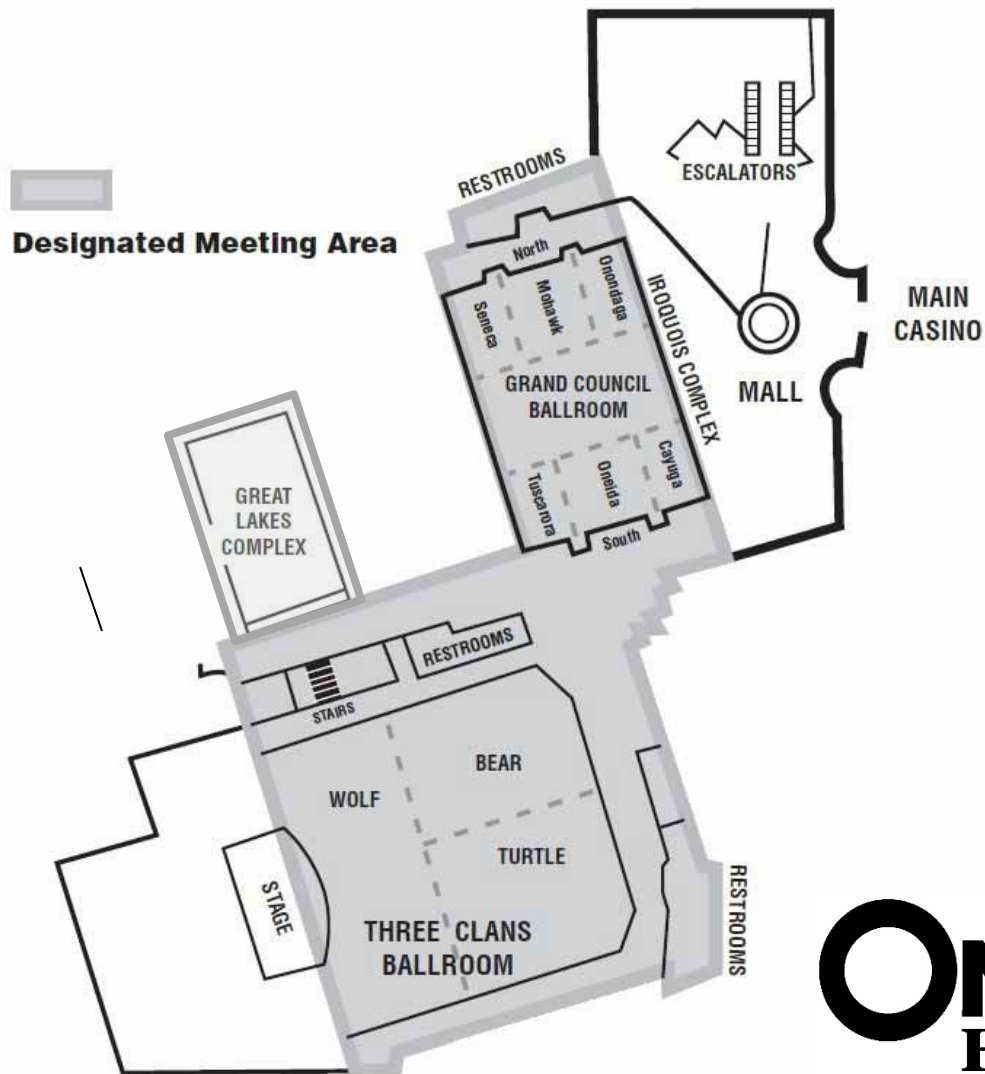 RESTROOMS
ESCALATORS
Designated Meeting Area
North
Seneca
Mohawk
Onondaga
IROQUOIS COMPLEX
MAIN
CASINO
MALL
GRAND COUNCIL
BALLROOM
Tuscarora
Oneida
Cayuga
South
GREAT
LAKES
COMPLEX
RESTROOMS
STAIRS
WOLF
BEAR
TURTLE
STAGE
THREE CLANS
BALLROOM
RESTROOMS